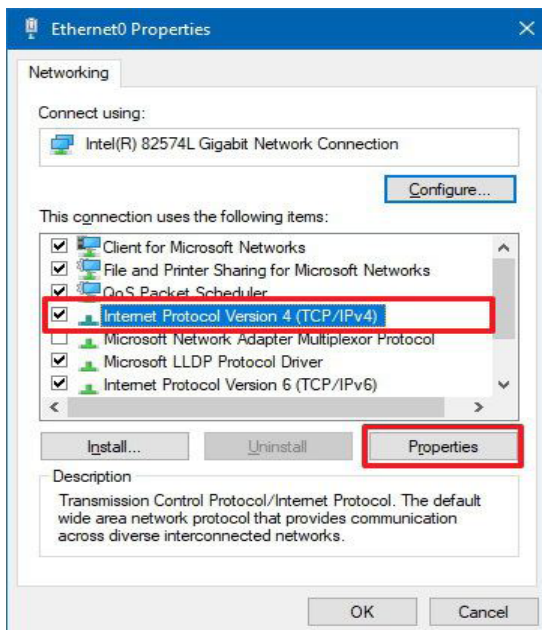 Ethernet0 Properties
Networking
Connect using:
Intel(R) 82574L Gigabit Network Connection
Configure...
This connection uses the following items:
Client for Microsoft Networks
File and Printer Sharing for Microsoft Networks
QoS Packet Scheduler
Internet Protocol Version 4 (TCP/IPv4)
Microsoft Network Adapter Multiplexor Protocol
Microsoft LLDP Protocol Driver
Internet Protocol Version 6 (TCP/IPv6)
Install...
Uninstall
Properties
Description
Transmission Control Protocol/Internet Protocol. The default
wide area network protocol that provides communication
across diverse interconnected networks.
OK
Cancel